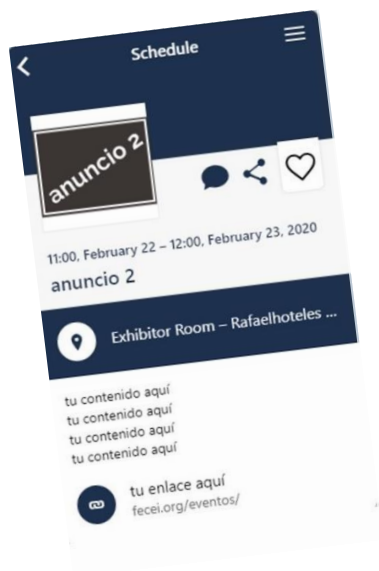 Schedule
anuncio 2
11:00, February 22 – 12:00, February 23, 2020
anuncio 2
Exhibitor Room – Rafaelhoteles ...
tu contenido aquí
tu contenido aquí
tu contenido aquí
tu contenido aquí
tu enlace aquí
fecei.org/eventos/